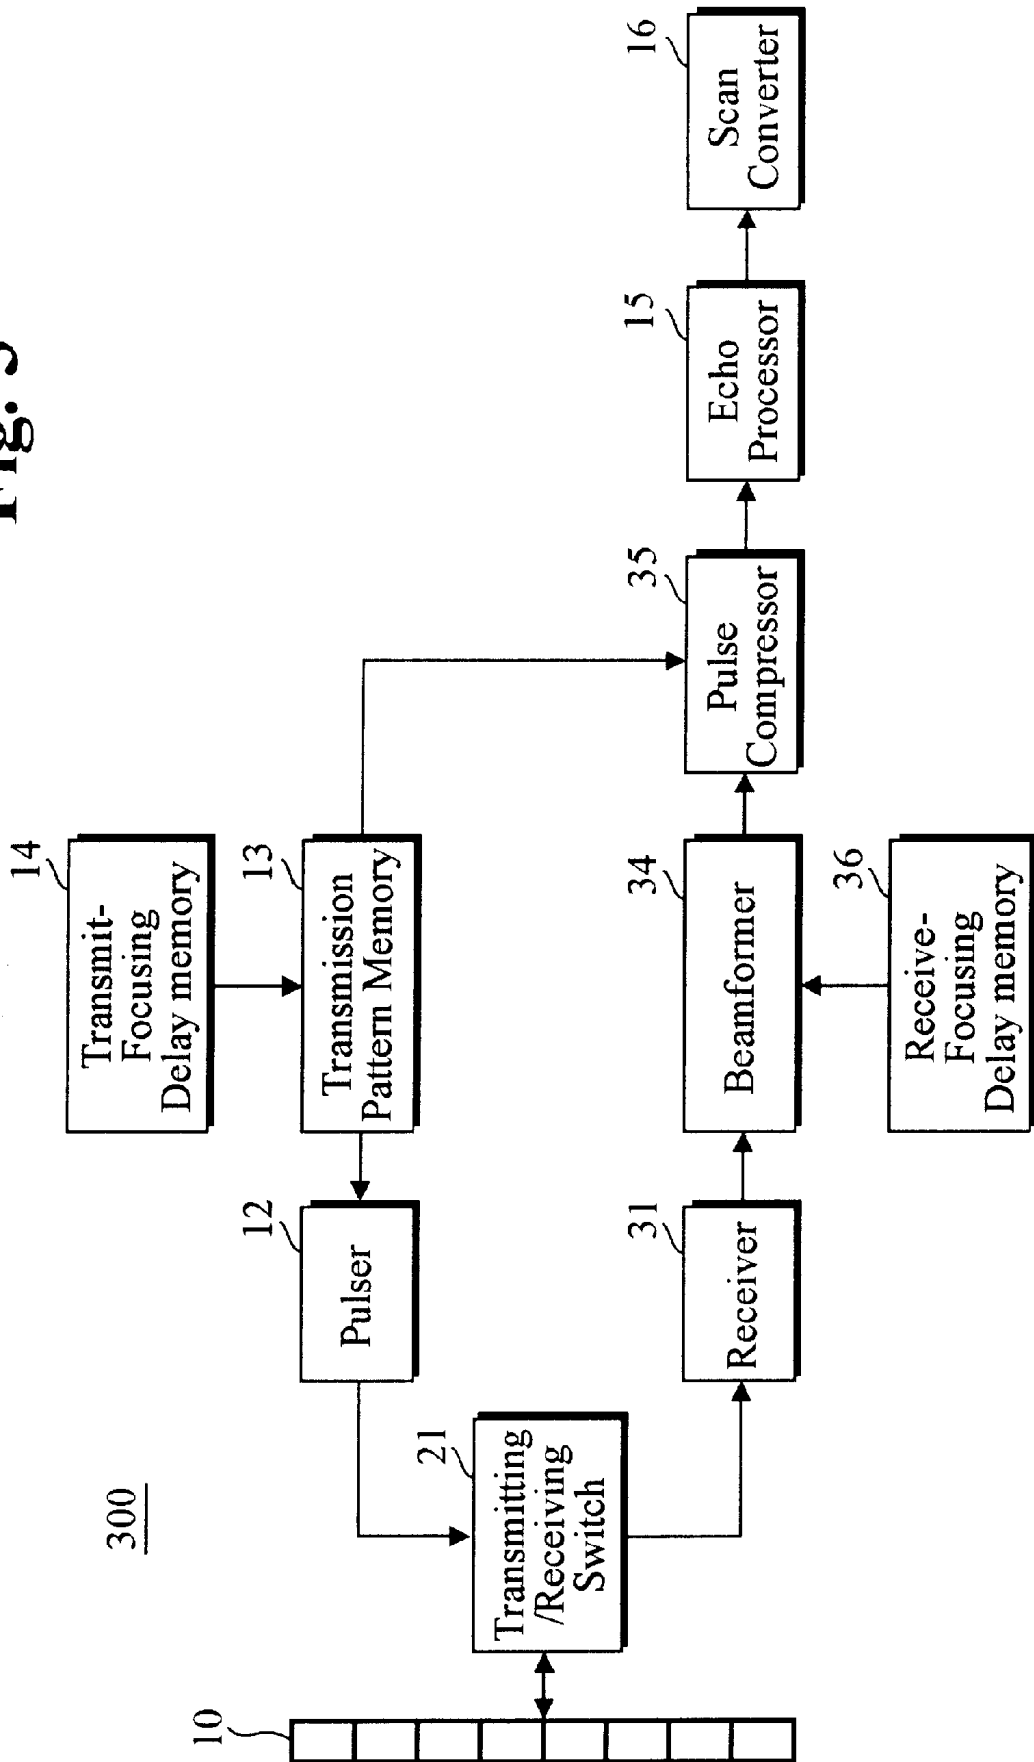 Fig.
300
14
Transmit-
Focusing
Delay memory
12
Pulser
13
Transmission
Pattern Memory
10
21
Transmitting
/Receiving
Switch
31
Receiver
34
Beamformer
35
Pulse
Compressor
15
Echo
Processor
16
Scan
Converter
36
Receive-
Focusing
Delay memory